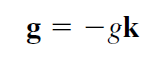 g = −gk